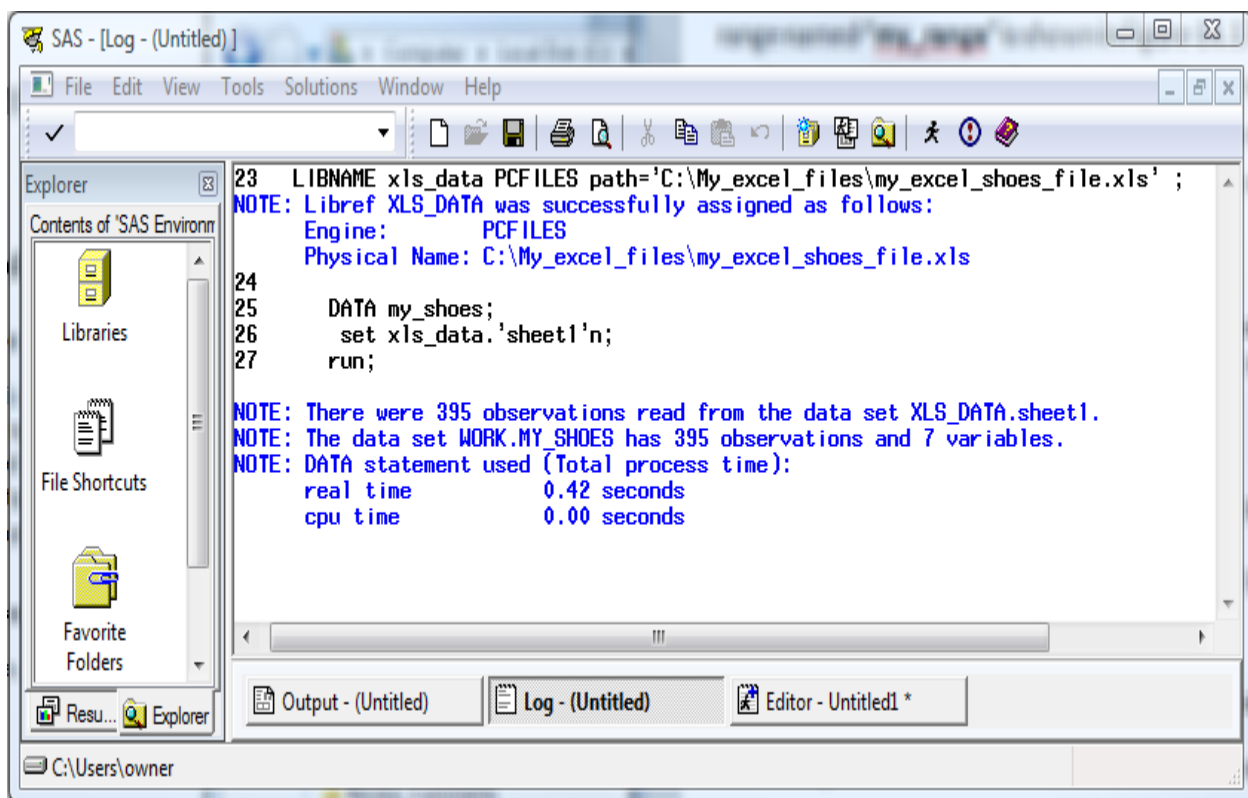 SAS - [Log - (Untitled) ]
File Edit View Tools Solutions Window Help
Explorer
Contents of 'SAS Environm
Libraries
File Shortcuts
Favorite
Folders
Resu... Explorer
23 LIBNAME xls_data PCFILES path='C:\My_excel_files\my_excel_shoes_file.xls' ;
NOTE: Libref XLS_DATA was successfully assigned as follows:
Engine: PCFILES
Physical Name: C:\My_excel_files\my_excel_shoes_file.xls
24
25 DATA my_shoes;
26 set xls_data.'sheet1'n;
27 run;
NOTE: There were 395 observations read from the data set XLS_DATA.sheet1.
NOTE: The data set WORK.MY_SHOES has 395 observations and 7 variables.
NOTE: DATA statement used (Total process time):
real time 0.42 seconds
cpu time 0.00 seconds
Output - (Untitled) Log - (Untitled) Editor - Untitled1 *
C:\Users\owner